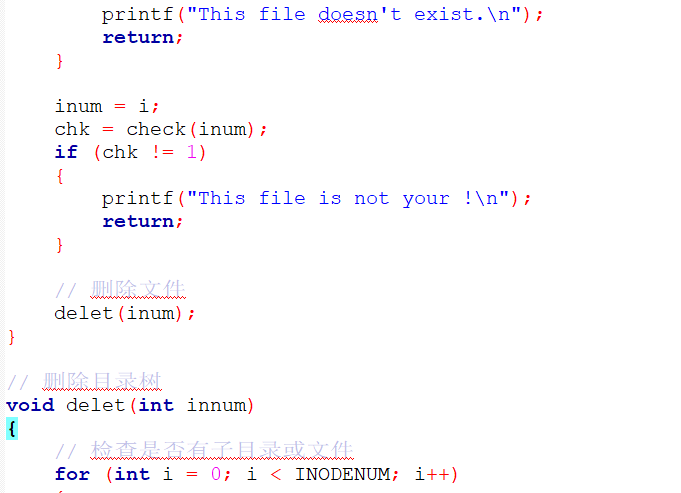 printf("This file doesn't exist.\n");
return;
}
inum = i;
chk = check(inum);
if (chk != 1)
{
printf("This file is not your !\n");
return;
}
// 删除文件
delet(inum);
}
// 删除目录树
void delet(int innum)
{
// 检查是否有子目录或文件
for (int i = 0; i < INODENUM; i++)